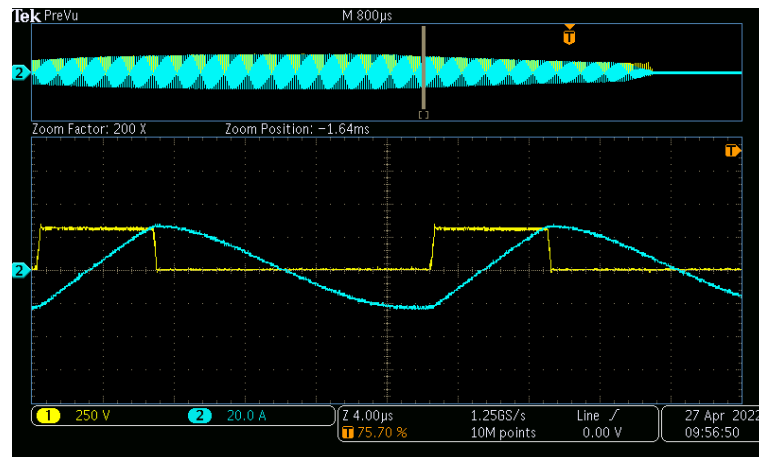 Tek PreVu M 800µs
T
2
[ ]
Zoom Factor: 200 X Zoom Position: −1.64ms
T
2
1 250 V 2 20.0 A Z 4.00µs 1.25GS/s Line 27 Apr 2022
T 75.70 % 10M points 0.00 V 09:56:50